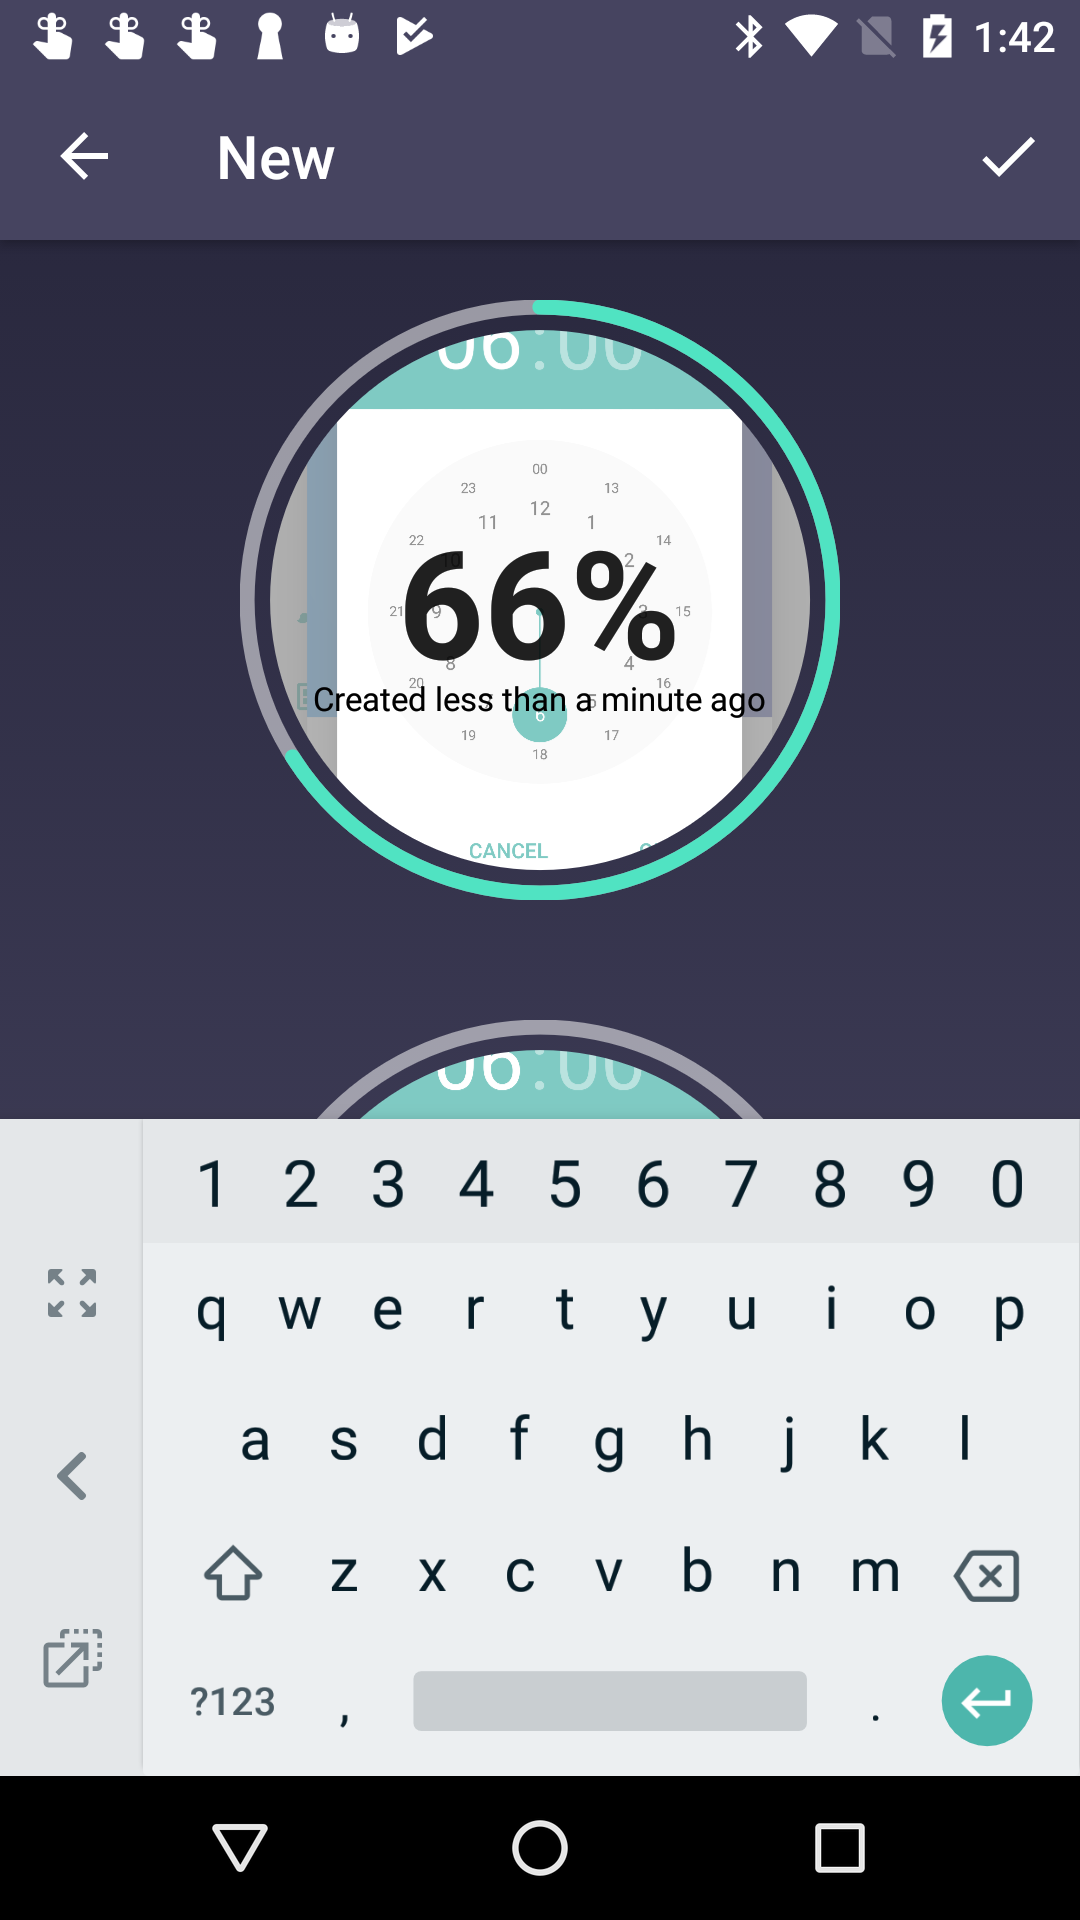 1:42
New
06:00
00
23 13
12
11 1
22 14
10 2
66%
21 9 3 15
8 4
20 16
Created less than a minute ago
5
6
19 17
18
CANCEL
06:00
1 2 3 4 5 6 7 8 9 0
q w e r t y u i o p
a s d f g h j k l
z x c v b n m
?123 , .